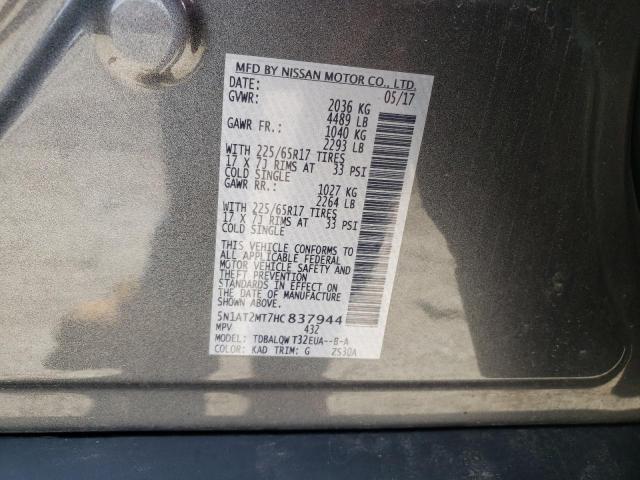 MFD BY NISSAN MOTOR CO., LTD.
DATE: 05/17
GVWR: 2036 KG
4489 LB
GAWR FR.: 1040 KG
2293 LB
WITH 225/65R17 TIRES
17 X 7J RIMS AT 33 PSI
COLD SINGLE
GAWR RR.: 1027 KG
2264 LB
WITH 225/65R17 TIRES
17 X 7J RIMS AT 33 PSI
COLD SINGLE
THIS VEHICLE CONFORMS TO
ALL APPLICABLE FEDERAL
MOTOR VEHICLE SAFETY AND
THEFT PREVENTION
STANDARDS IN EFFECT ON
THE DATE OF MANUFACTURE
SHOWN ABOVE.
5N1AT2MT7HC837944
MPV 432
MODEL: TDBALQWT32EUA--B-A
COLOR: KAD TRIM: G ZS30A